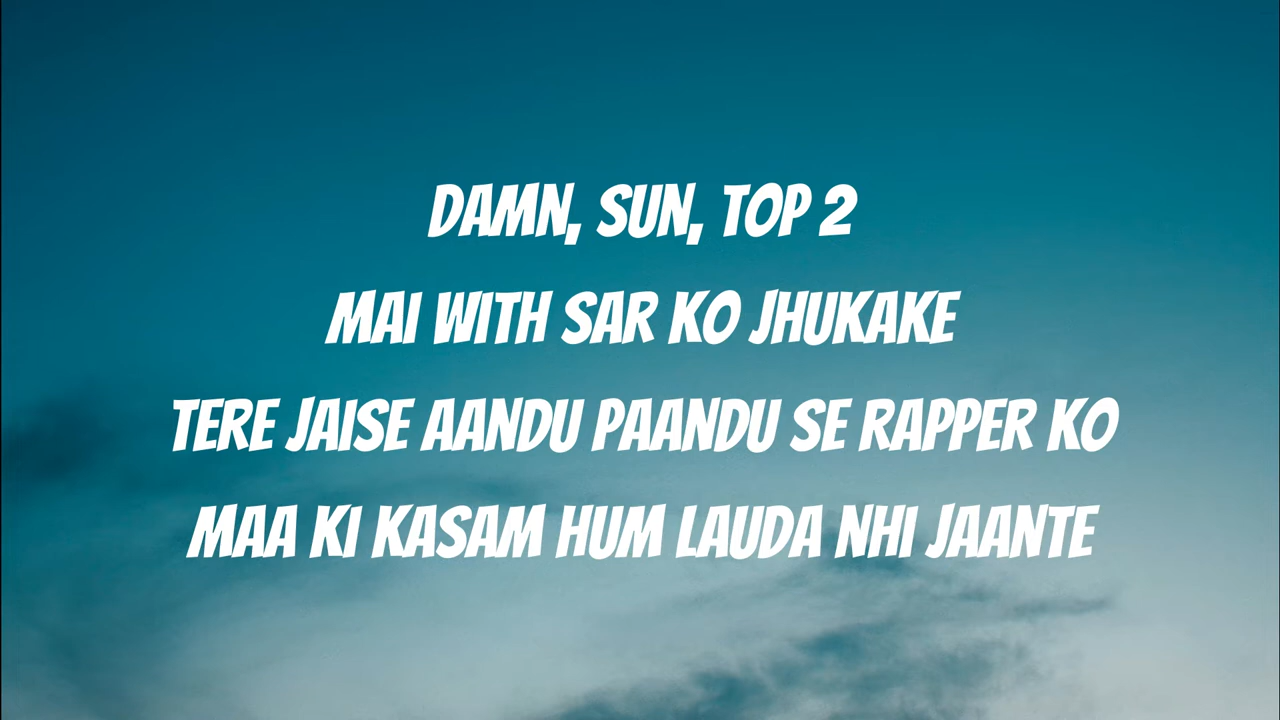 DAMN, SUN, TOP 2
MAI WITH SAR KO JHUKAKE
TERE JAISE AANDU PAANDU SE RAPPER KO
MAA KI KASAM HUM LAUDA NHI JAANTE